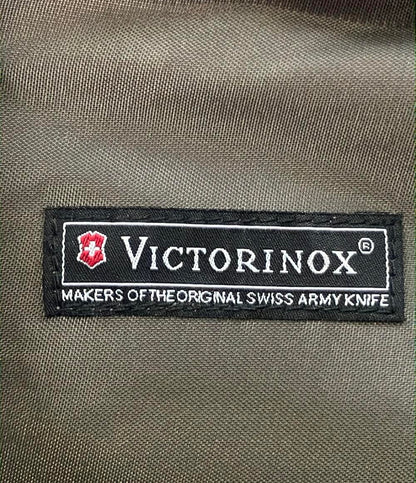 VICTORINOX®
MAKERS OF THE ORIGINAL SWISS ARMY KNIFE